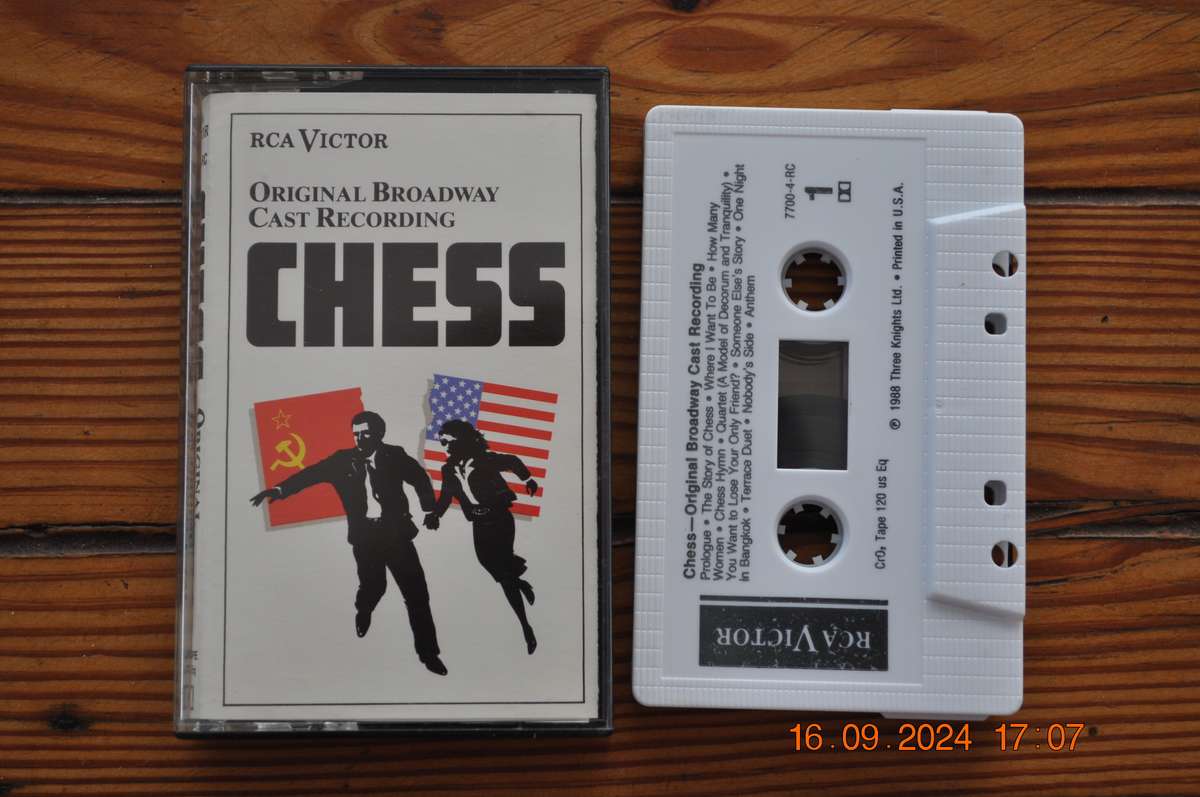 RCA VICTOR
ORIGINAL BROADWAY
CAST RECORDING
CHESS
Chess—Original Broadway Cast Recording
Prologue • The Story of Chess • Where I Want To Be • How Many
Women • Chess Hymn • Quartet (A Model of Decorum and Tranquility) •
You Want to Lose Your Only Friend? • Someone Else's Story • One Night
In Bangkok • Terrace Duet • Nobody's Side • Anthem
7700-4-RC
1
CrO₂ Tape 120 us Eq
℗ 1988 Three Knights Ltd. • Printed in U.S.A.
RCA VICTOR
16.09.2024 17:07